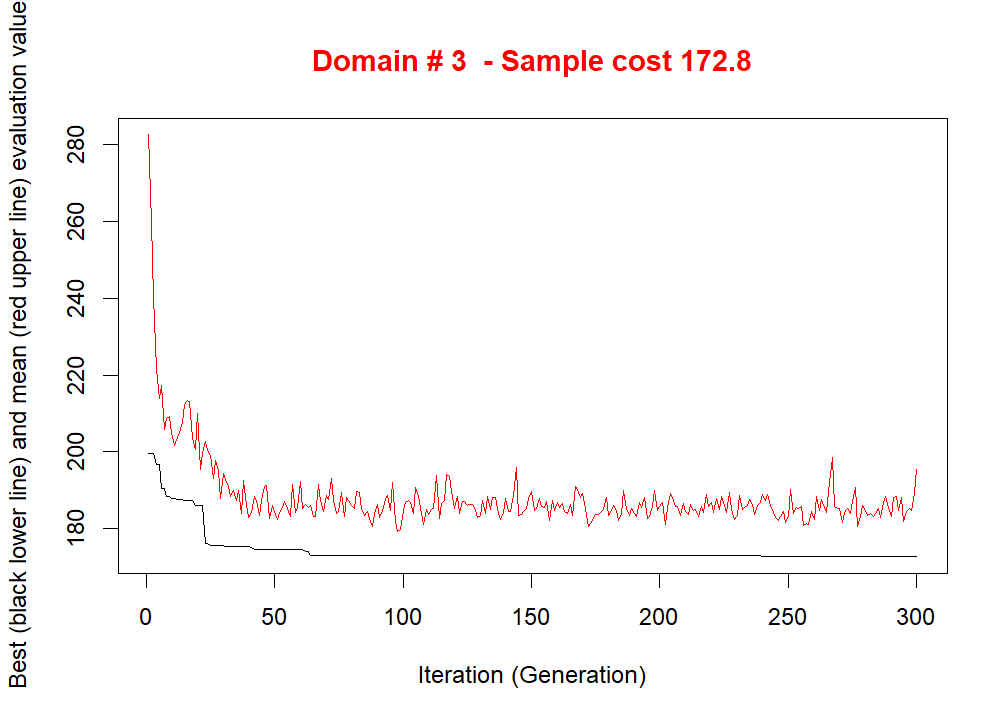 Domain # 3  - Sample cost 172.8
Best (black lower line) and mean (red upper line) evaluation value
280
260
240
220
200
180
0 50 100 150 200 250 300
Iteration (Generation)